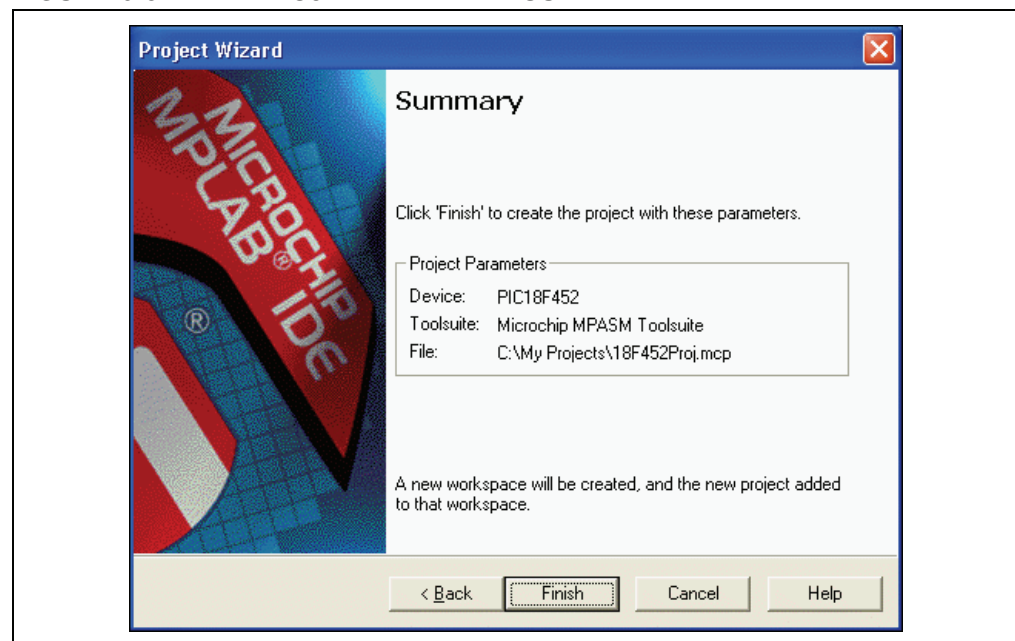 Project Wizard
MICROCHIP
MPLAB® IDE
®
Summary
Click 'Finish' to create the project with these parameters.
Project Parameters
Device: PIC18F452
Toolsuite: Microchip MPASM Toolsuite
File: C:\My Projects\18F452Proj.mcp
A new workspace will be created, and the new project added
to that workspace.
< Back Finish Cancel Help